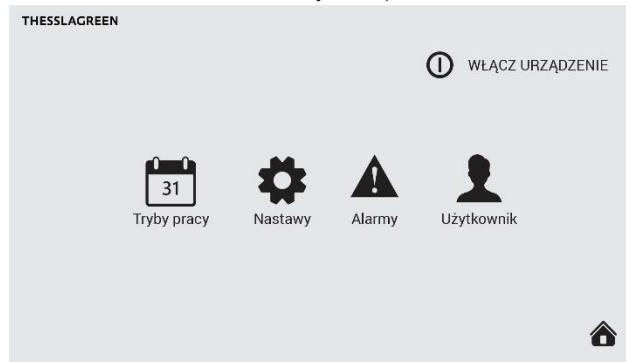 THESSLAGREEN
WŁĄCZ URZĄDZENIE
31
Tryby pracy
Nastawy
Alarmy
Użytkownik